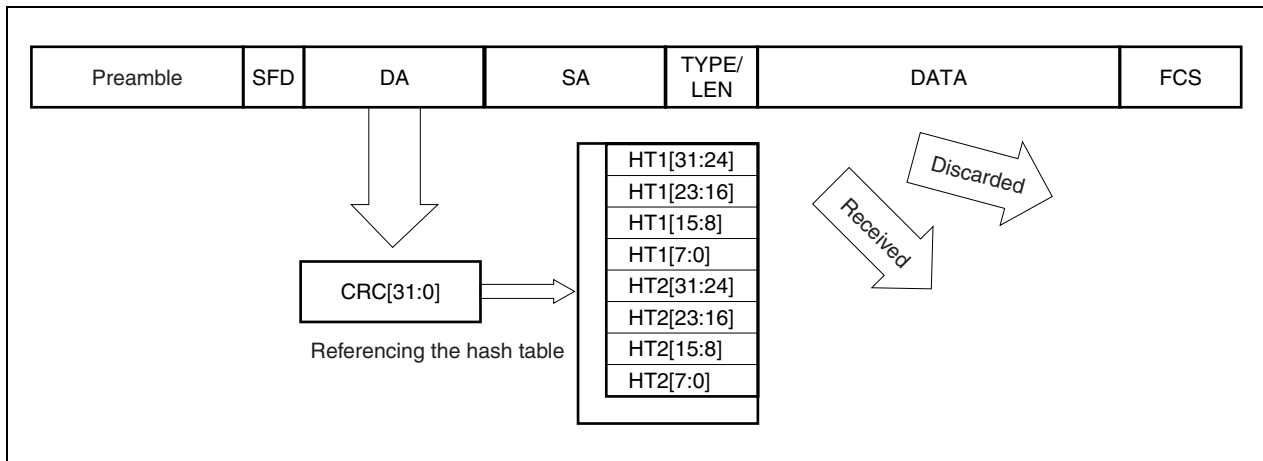 Preamble
SFD
DA
SA
TYPE/
LEN
DATA
FCS
HT1[31:24]
HT1[23:16]
HT1[15:8]
HT1[7:0]
HT2[31:24]
HT2[23:16]
HT2[15:8]
HT2[7:0]
Discarded
Received
CRC[31:0]
Referencing the hash table